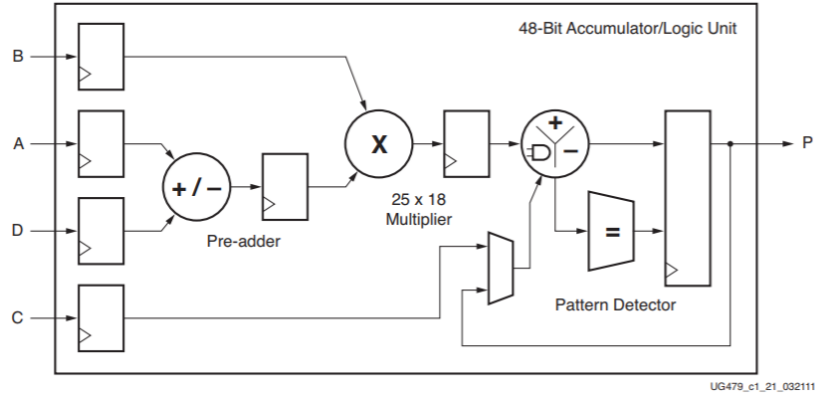 48-Bit Accumulator/Logic Unit
B
A
+
−
P
X
+ / −
25 x 18
Multiplier
D
=
Pre-adder
Pattern Detector
C
UG479_c1_21_032111